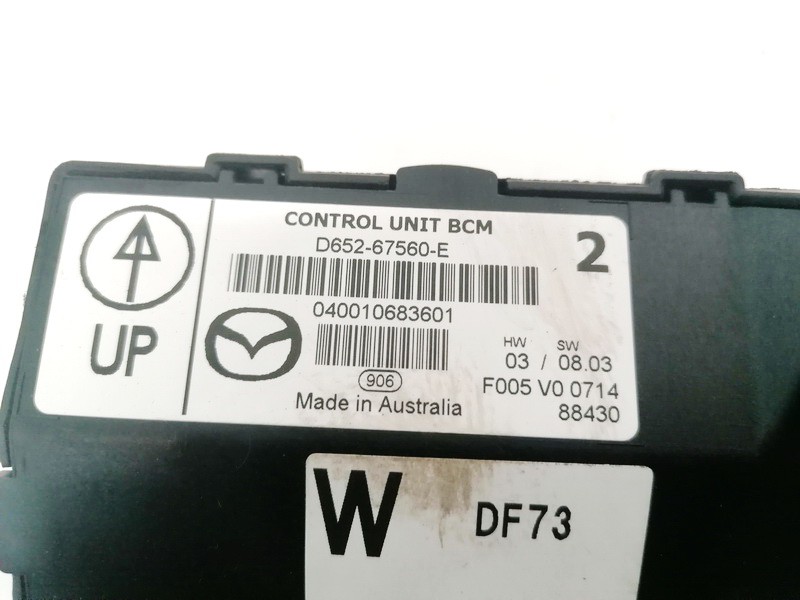 UP
CONTROL UNIT BCM
D652-67560-E
2
040010683601
HW SW
03 / 08.03
906
F005 V0 0714
Made in Australia
88430
W DF73